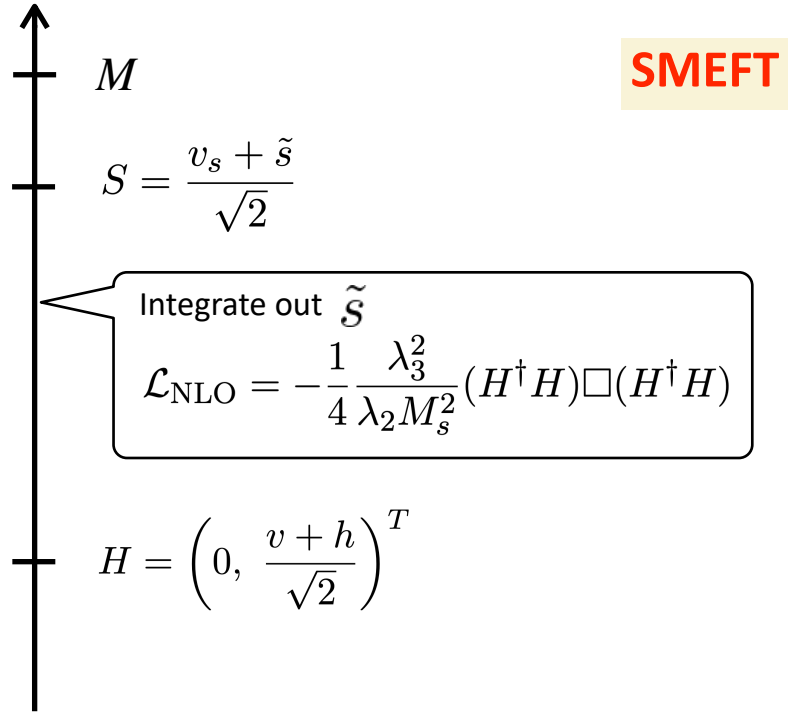 M
SMEFT
S = \frac{v_s + \tilde{s}}{\sqrt{2}}
Integrate out \tilde{s}
\mathcal{L}_{\text{NLO}} = -\frac{1}{4} \frac{\lambda_3^2}{\lambda_2 M_s^2} (H^\dagger H) \Box (H^\dagger H)
H = \left( 0, \ \frac{v + h}{\sqrt{2}} \right)^T